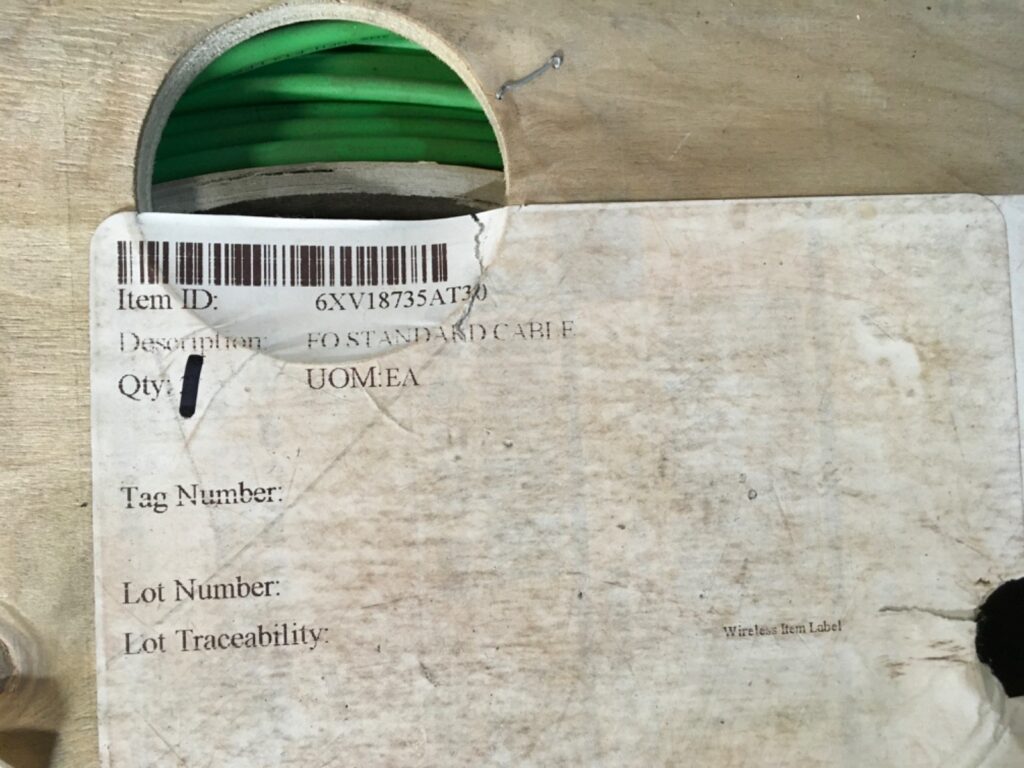 Item ID: 6XV18735AT30
Description: FO STANDARD CABLE
Qty: 1 UOM:EA
Tag Number:
Lot Number:
Lot Traceability:
Wireless Item Label